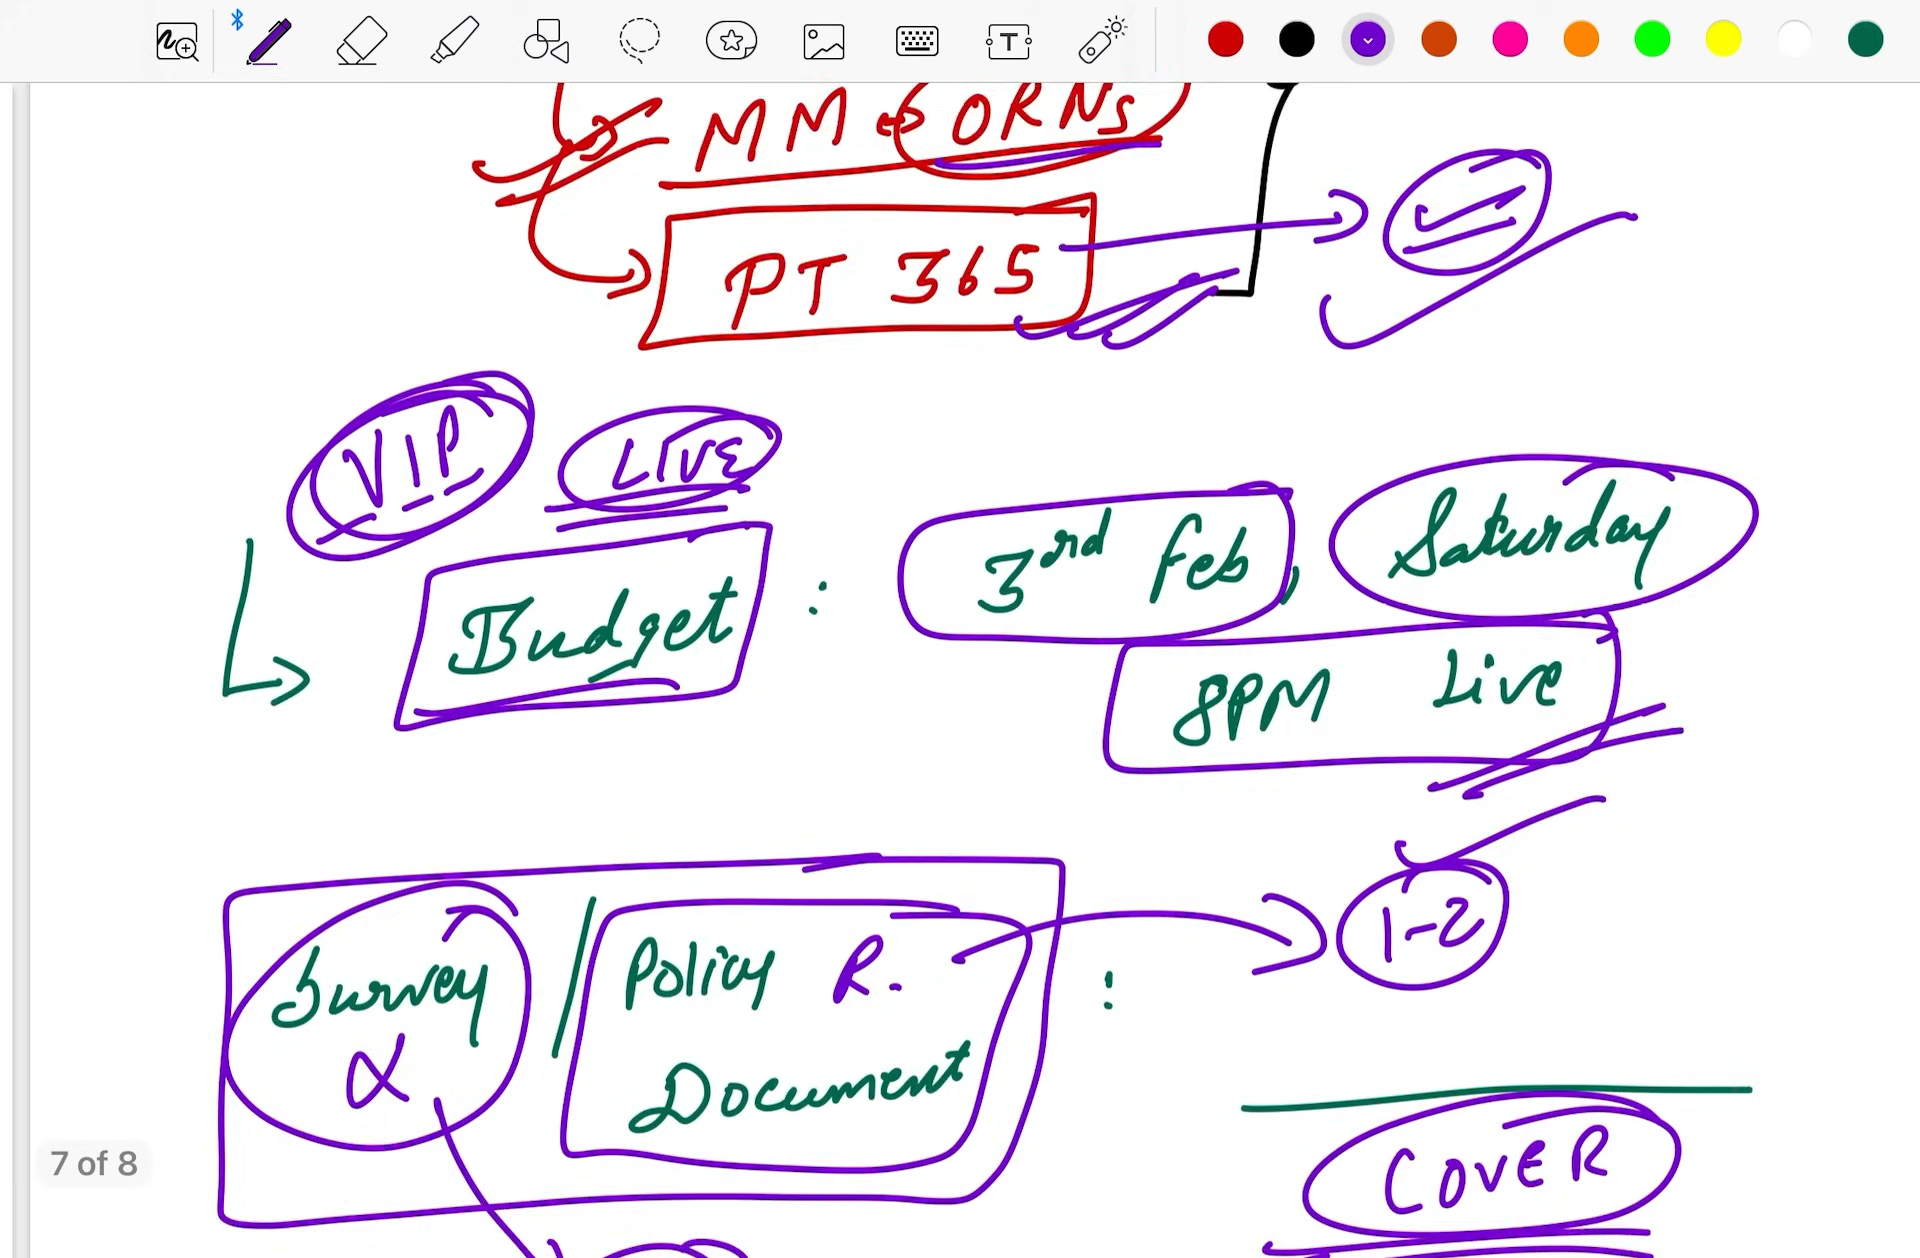 MM ORNs
PT 365
VIP LIVE
Budget : 3rd Feb, Saturday
8PM Live
Survey / Policy R. Document : 1-2
COVER
7 of 8